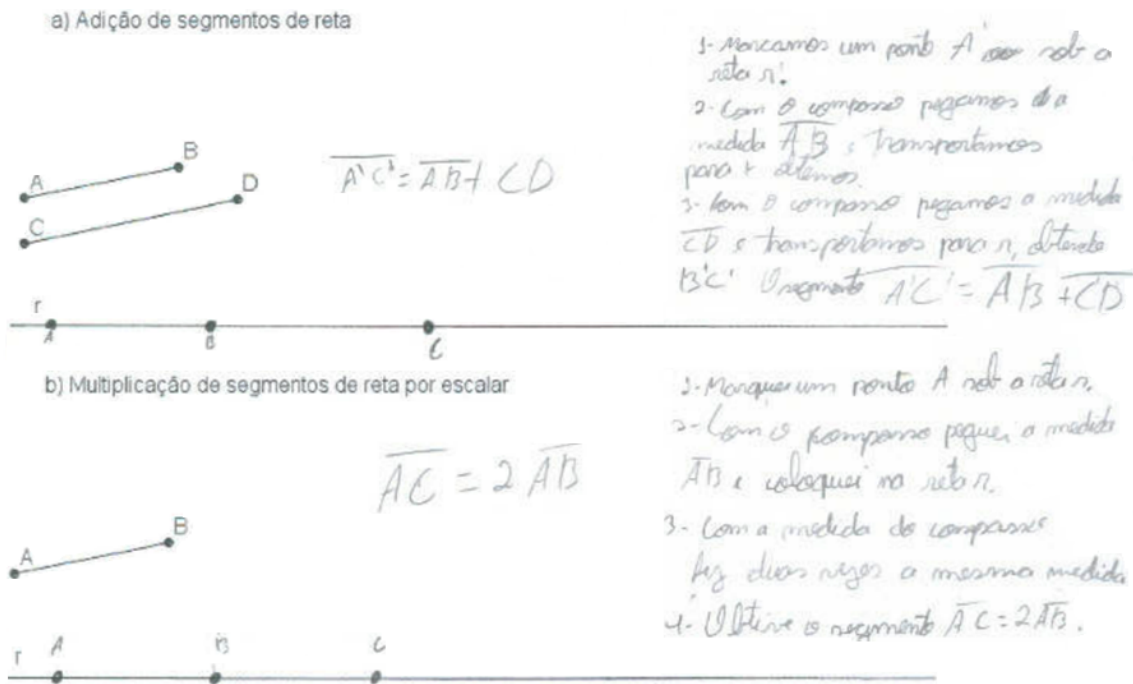 a) Adição de segmentos de reta
1- Marcamos um ponto A' sob a
reta r.
2- Com o compasso pegamos a
medida AB e transportamos
para r obtemos.
3- Com o compasso pegamos a medida
CD e transportamos para r, obtendo
B'C' O segmento A'C' = AB + CD
A'C' = AB + CD
A
B
C
D
r
A
B
C
b) Multiplicação de segmentos de reta por escalar
1- Marquei um ponto A sob a reta r.
2- Com o compasso peguei a medida
AB e coloquei na reta r.
3- Com a medida do compasso
fiz duas vezes a mesma medida
4- Obtive o segmento AC = 2AB.
AC = 2 AB
A
B
r
A
B
C